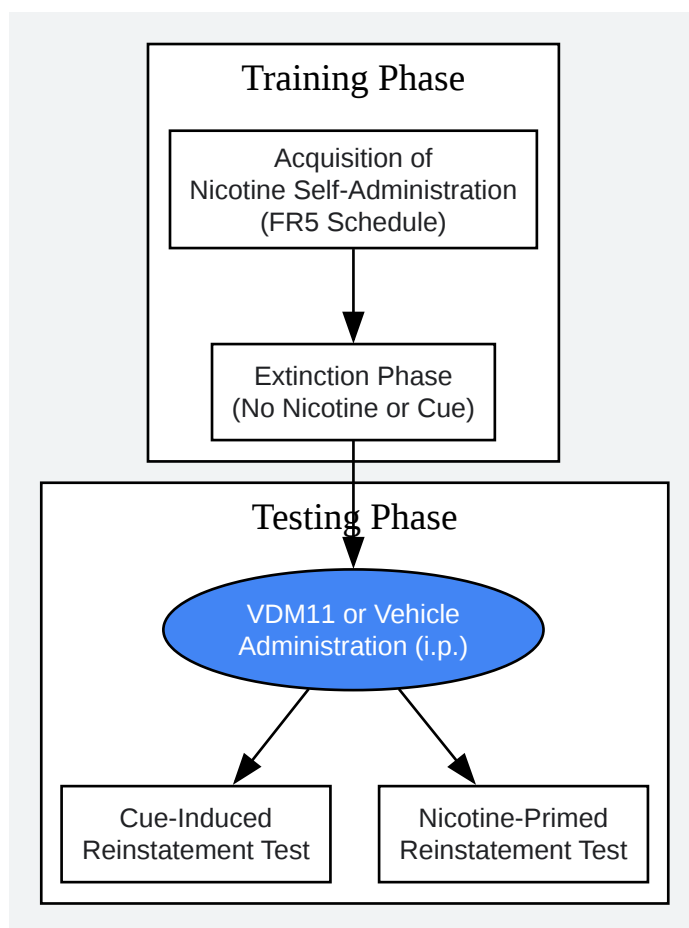 Training Phase
Acquisition of
Nicotine Self-Administration
(FR5 Schedule)
Extinction Phase
(No Nicotine or Cue)
Testing Phase
VDM11 or Vehicle
Administration (i.p.)
Cue-Induced
Reinstatement Test
Nicotine-Primed
Reinstatement Test